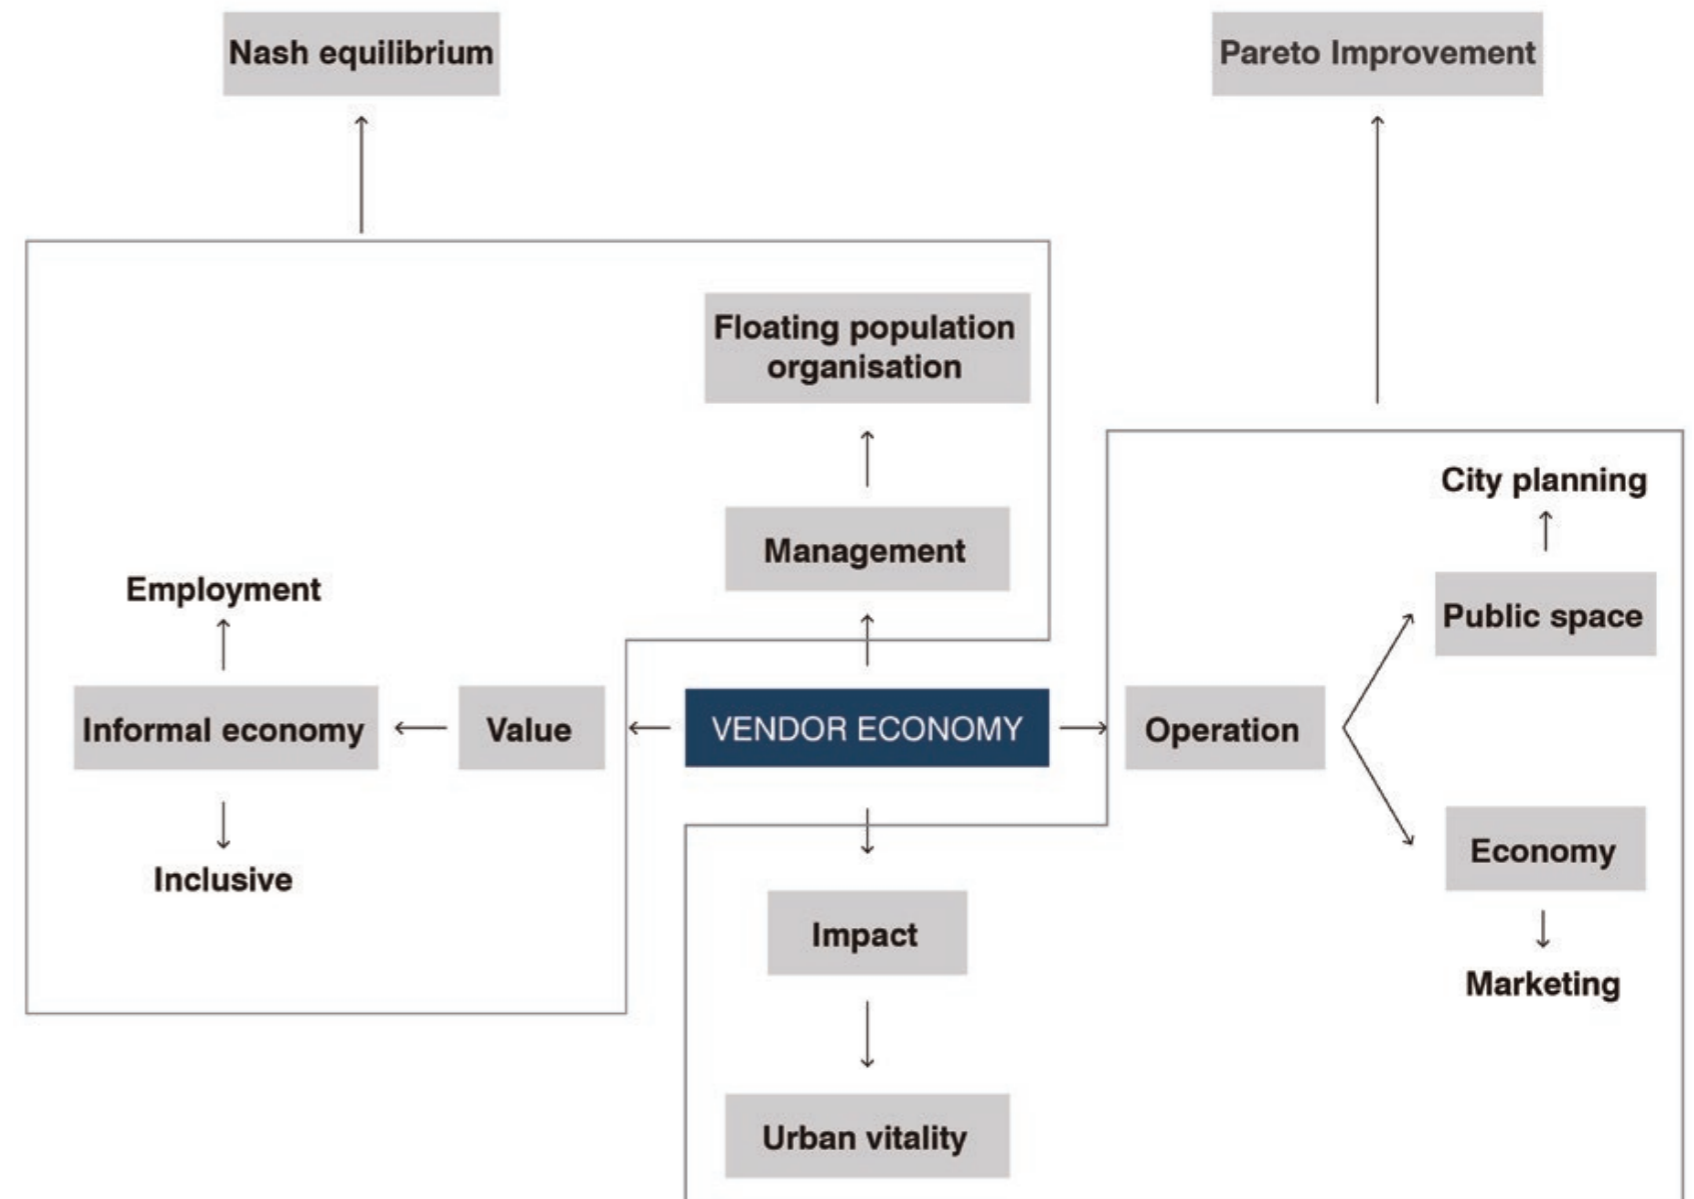 Nash equilibrium
Pareto Improvement
Floating population
organisation
City planning
Management
Employment
Public space
Informal economy
Value
VENDOR ECONOMY
Operation
Economy
Inclusive
Impact
Marketing
Urban vitality